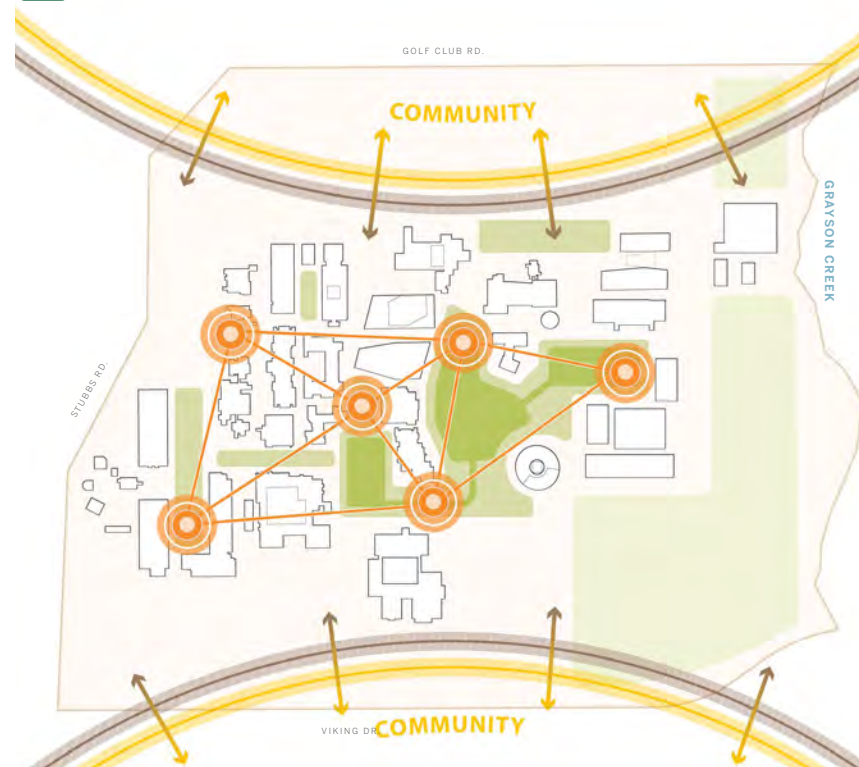 GOLF CLUB RD.
COMMUNITY
GRAYSON CREEK
STUBBS RD.
VIKING DR
COMMUNITY